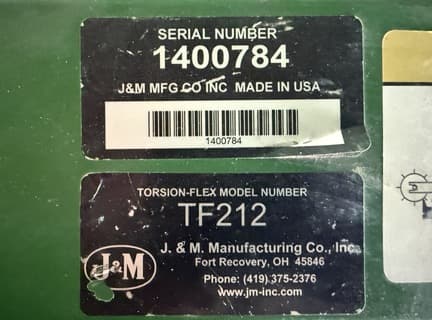 SERIAL NUMBER
1400784
J&M MFG CO INC MADE IN USA
1400784
TORSION-FLEX MODEL NUMBER
TF212
J&M
J. & M. Manufacturing Co., Inc.
Fort Recovery, OH 45846
Phone: (419) 375-2376
www.jm-inc.com